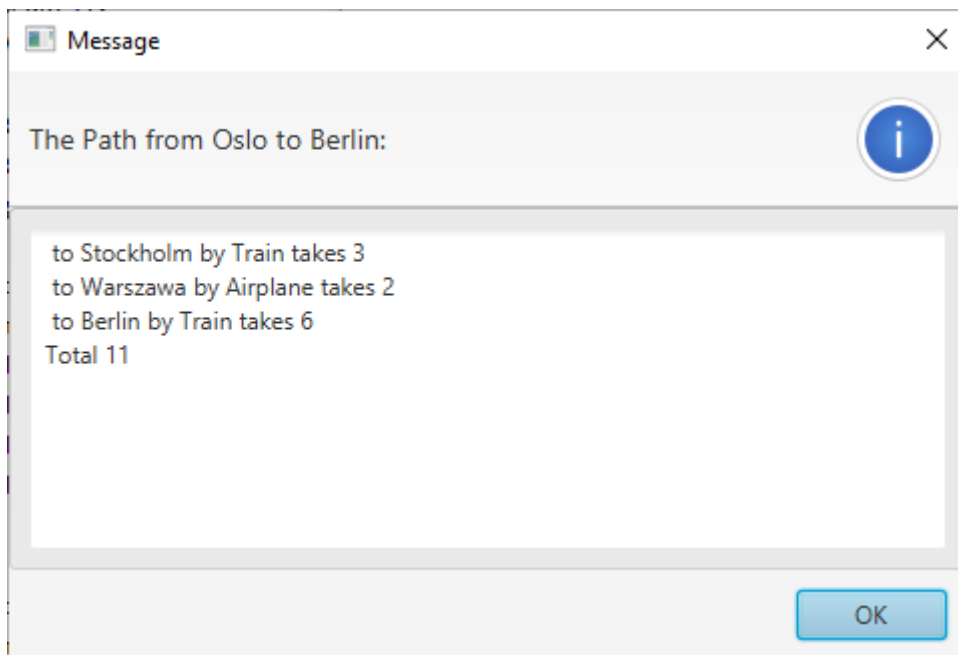 Message
The Path from Oslo to Berlin:
to Stockholm by Train takes 3
to Warszawa by Airplane takes 2
to Berlin by Train takes 6
Total 11
OK